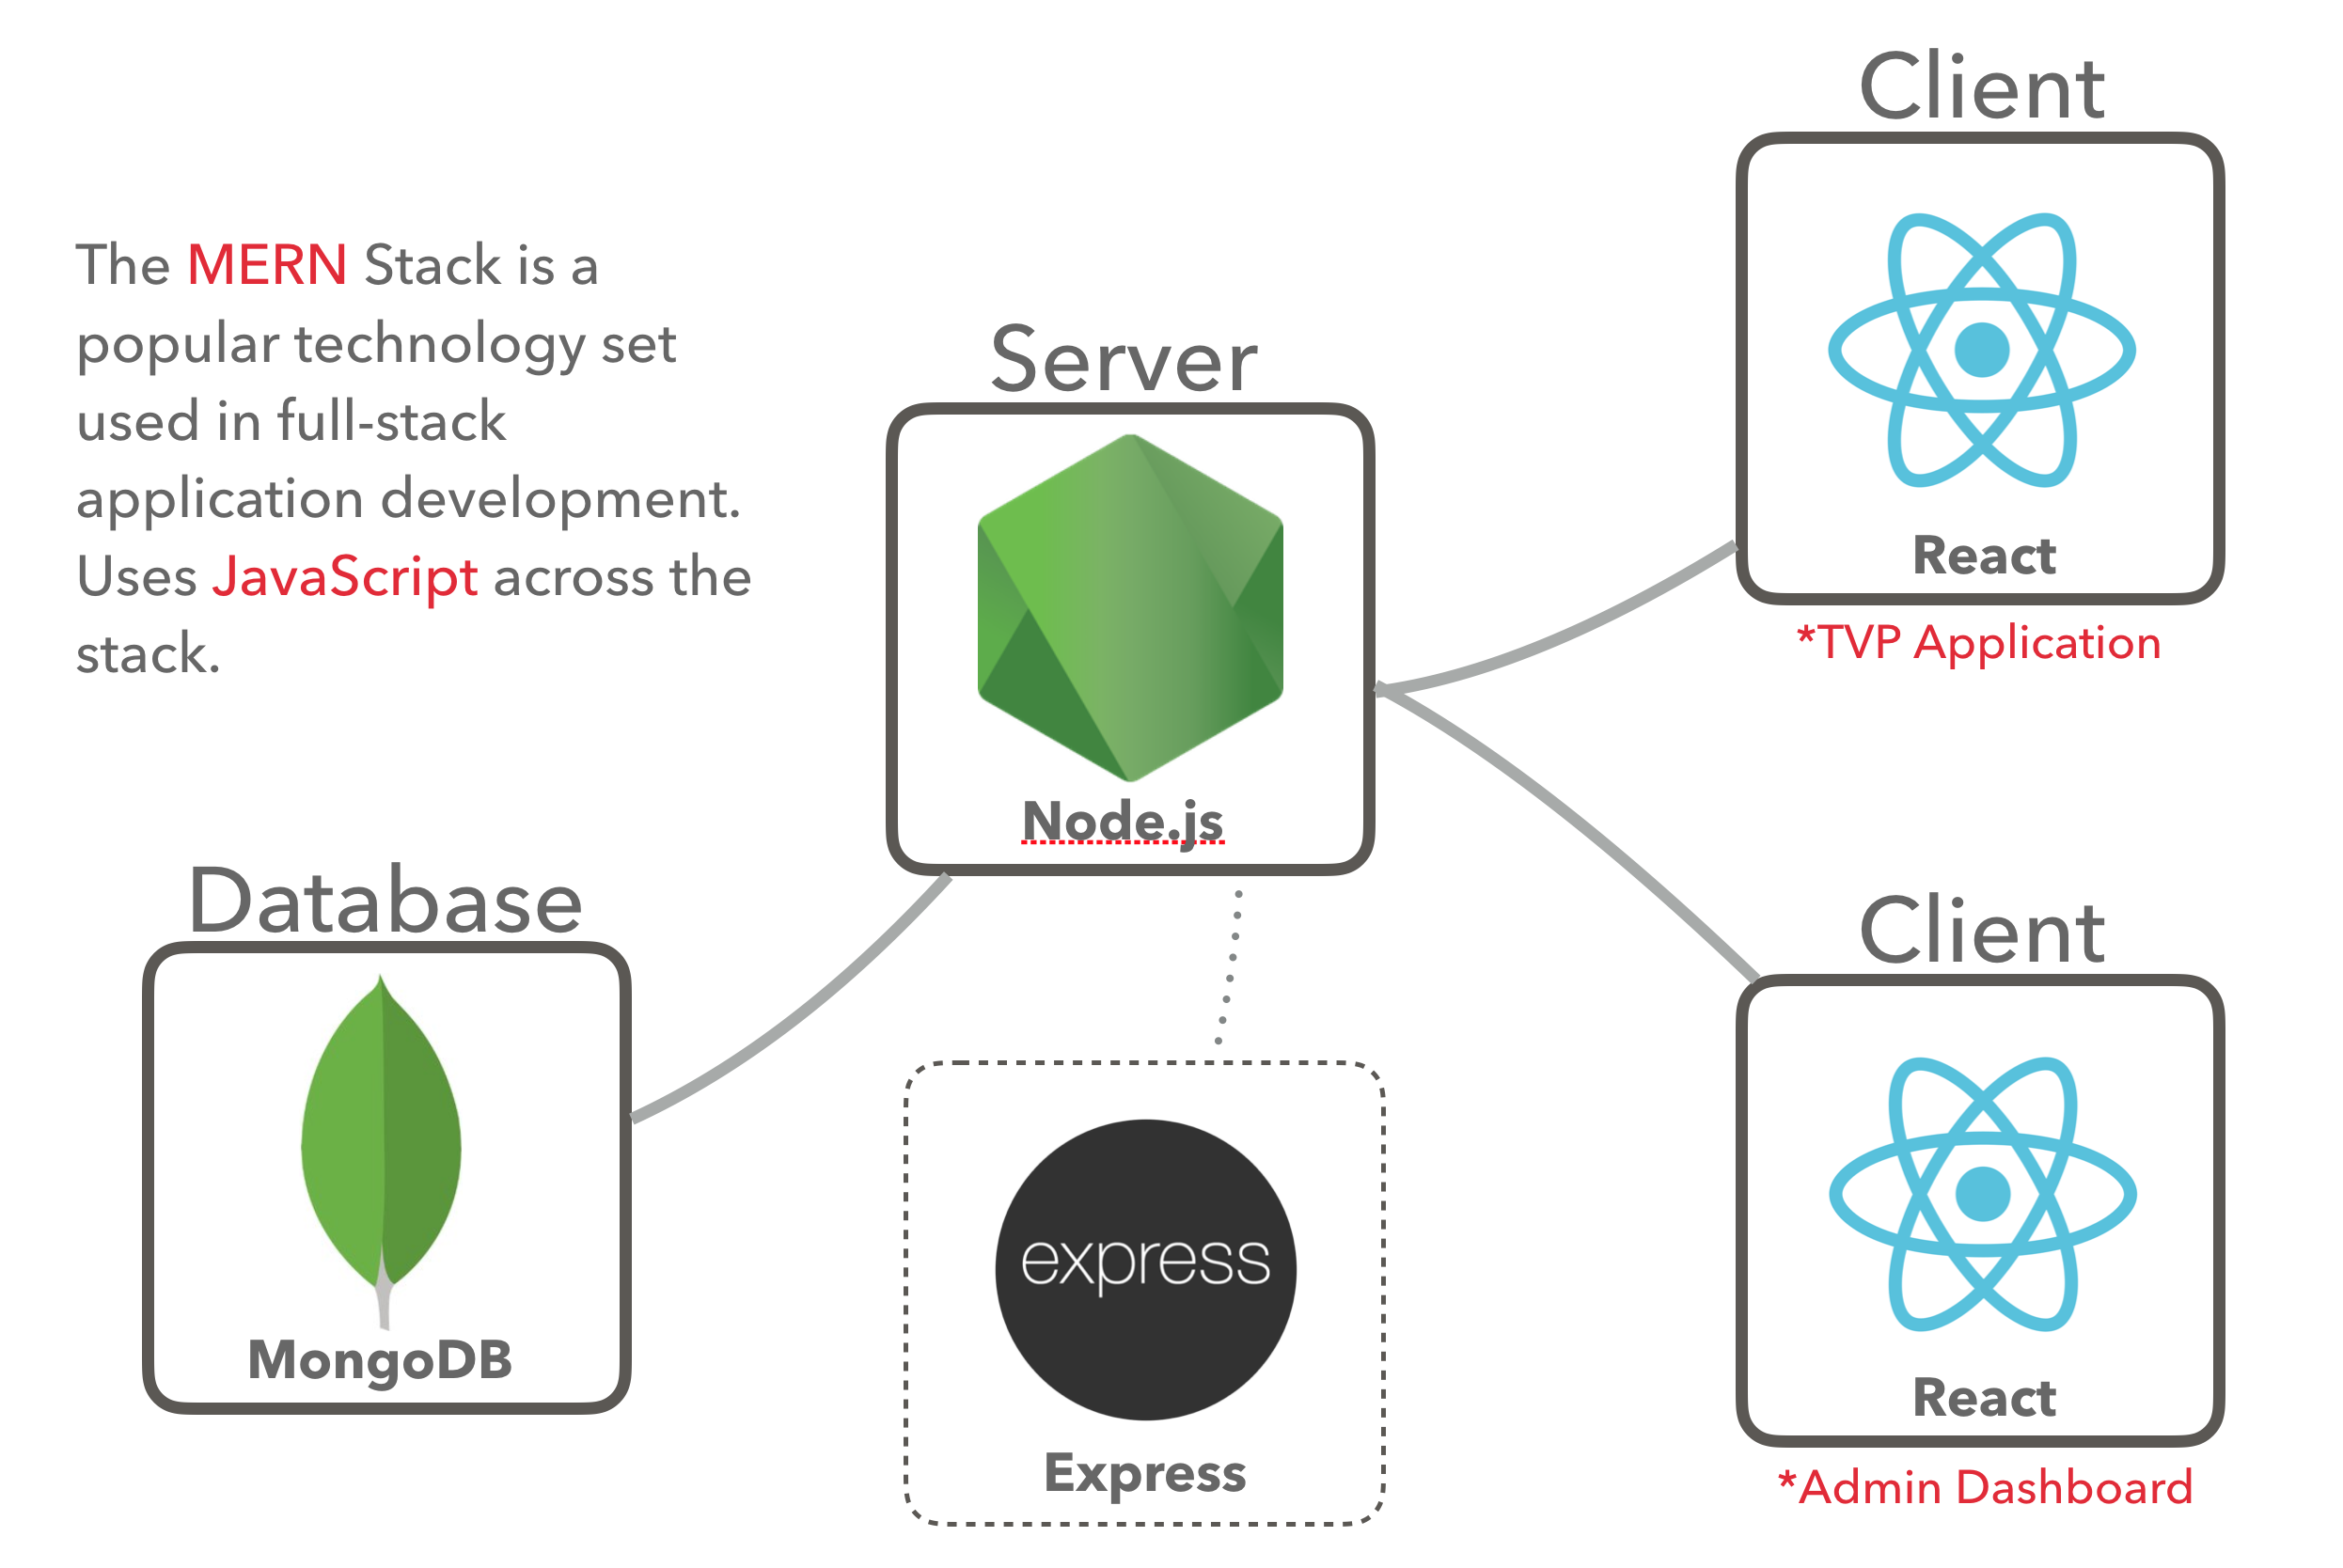 The MERN Stack is a
popular technology set
used in full-stack
application development.
Uses JavaScript across the
stack.
Server
Node.js
Client
React
*TVP Application
Database
MongoDB
express
Express
Client
React
*Admin Dashboard